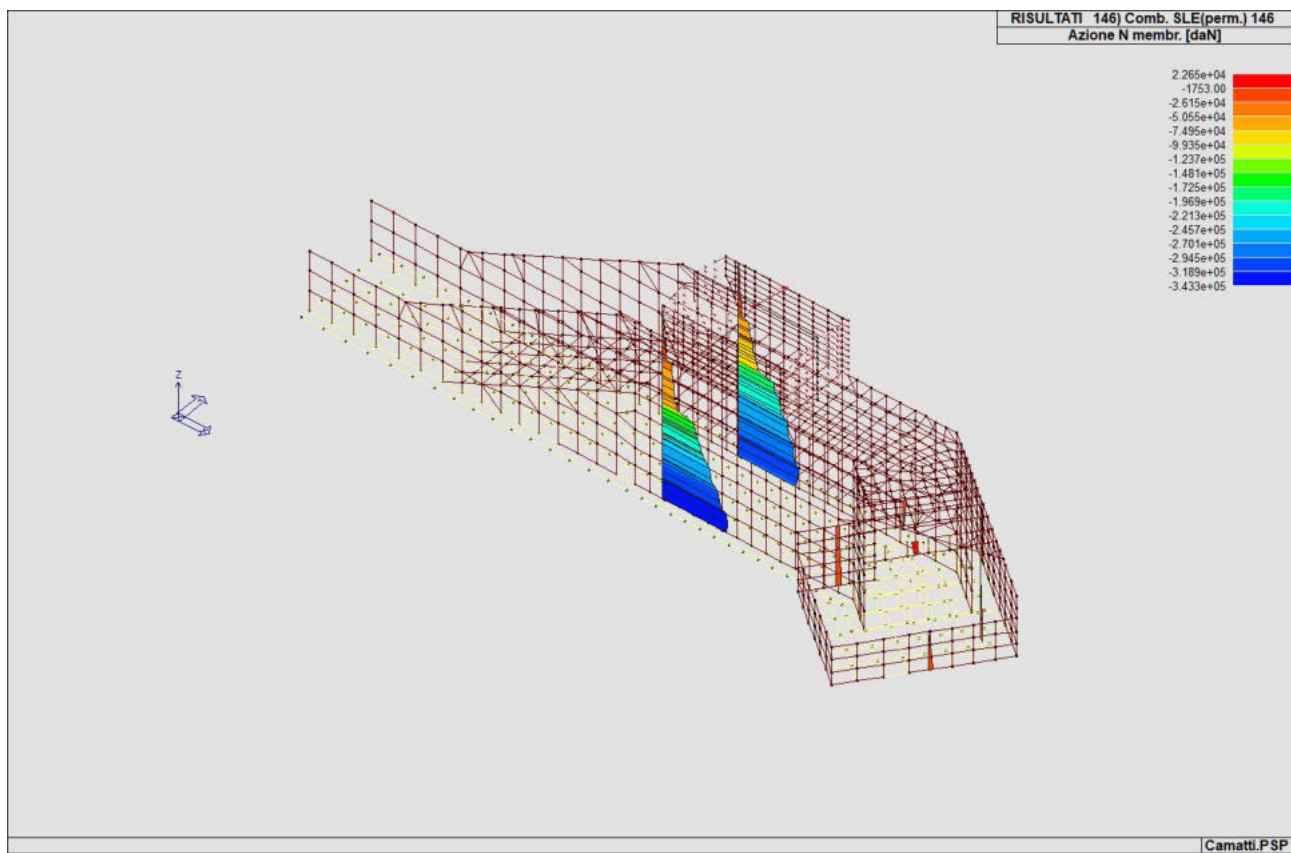 RISULTATI 146) Comb. SLE(perm.) 146
Azione N membr. [daN]
2.265e+04
-1753.00
-2.615e+04
-5.055e+04
-7.495e+04
-9.935e+04
-1.237e+05
-1.481e+05
-1.725e+05
-1.969e+05
-2.213e+05
-2.457e+05
-2.701e+05
-2.945e+05
-3.189e+05
-3.433e+05
Z
Camatti.PSP